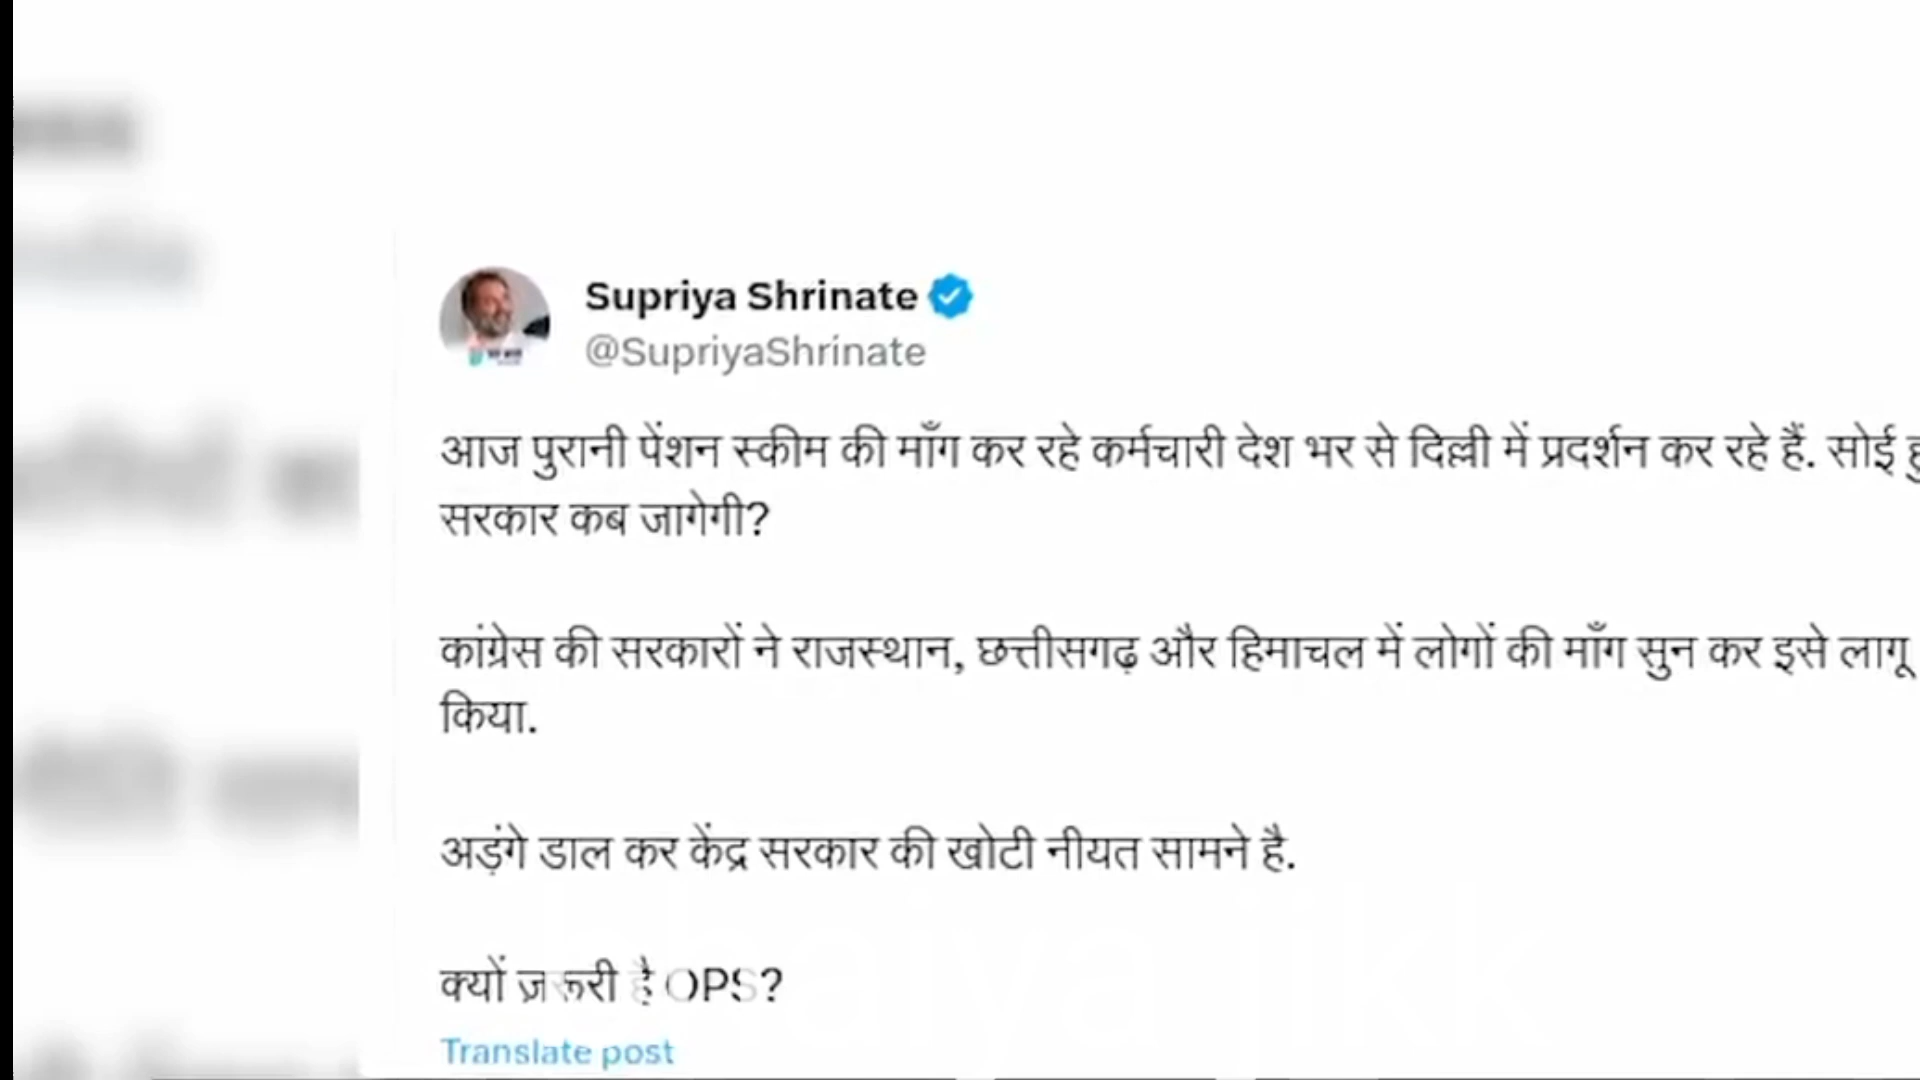 Supriya Shrinate
@SupriyaShrinate
आज पुरानी पेंशन स्कीम की माँग कर रहे कर्मचारी देश भर से दिल्ली में प्रदर्शन कर रहे हैं. सोई
सरकार कब जागेगी?
कांग्रेस की सरकारों ने राजस्थान, छत्तीसगढ़ और हिमाचल में लोगों की माँग सुन कर इसे लागू
किया.
अड़ंगे डाल कर केंद्र सरकार की खोटी नीयत सामने है.
क्यों ज़रूरी है OPS?
Translate post